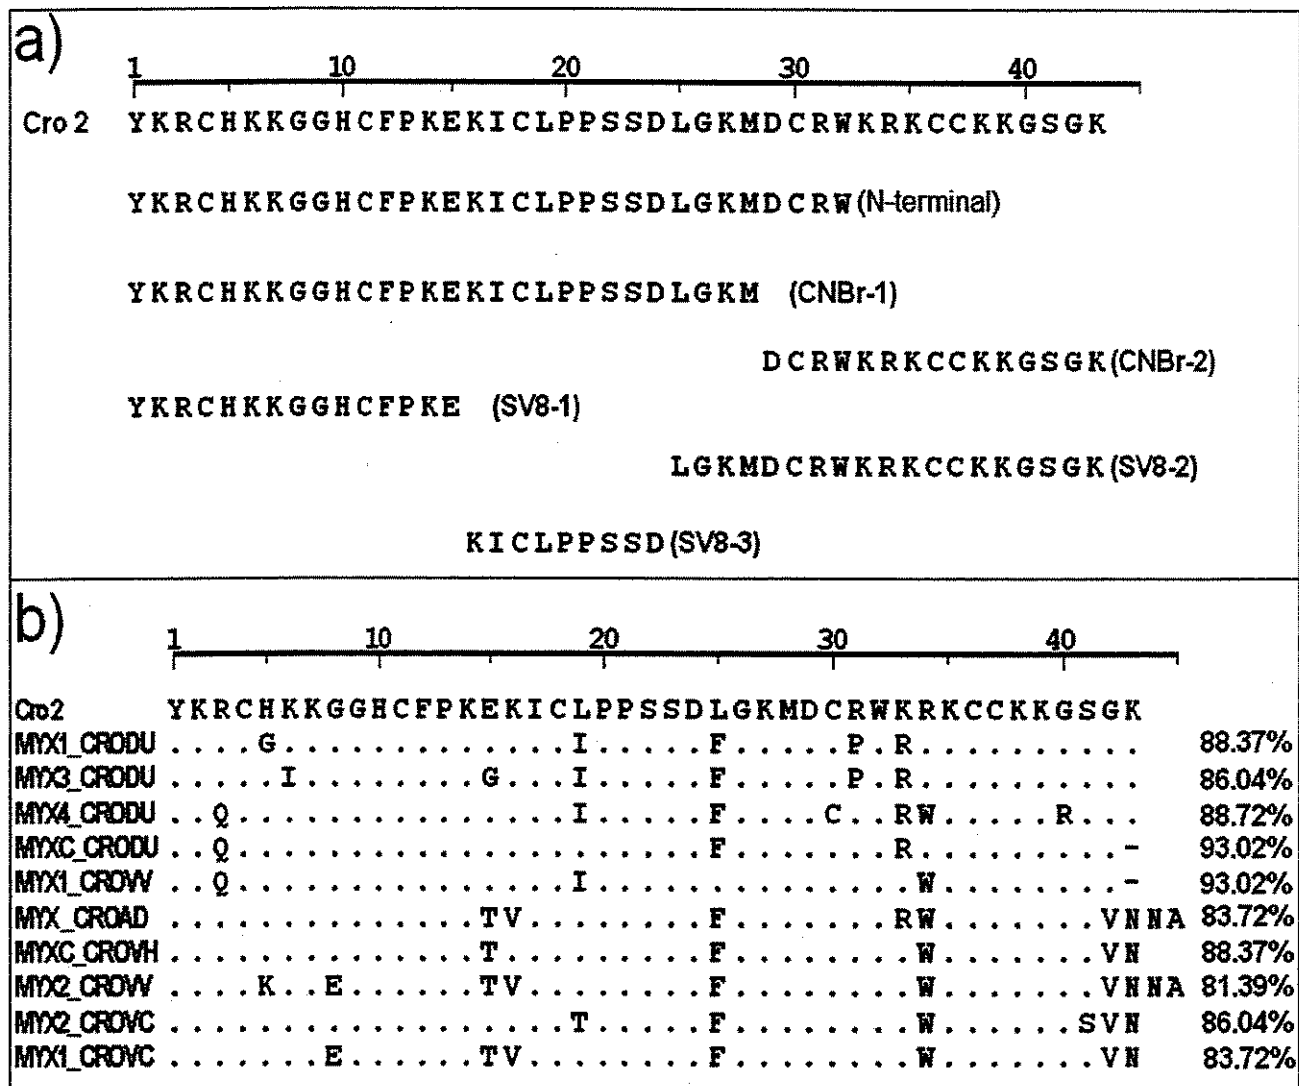 a)
1 10 20 30 40
Cro 2 YKRCHKKGGHCFPKEKICLPPSSDLGKMDCRWKRKCCKKGSGK
YKRCHKKGGHCFPKEKICLPPSSDLGKMDCRW (N-terminal)
YKRCHKKGGHCFPKEKICLPPSSDLGKM (CNBr-1)
DCRWKRKCCKKGSGK (CNBr-2)
YKRCHKKGGHCFPKE (SV8-1)
LGKMDCRWKRKCCKKGSGK (SV8-2)
KICLPPSSD (SV8-3)
b)
1 10 20 30 40
Cro2 YKRCHKKGGHCFPKEKICLPPSSDLGKMDCRWKRKCCKKGSGK
MYX1_CRODU ....G.............I.....F.....P.R.......... 88.37%
MYX3_CRODU .....I........G...I.....F.....P.R.......... 86.04%
MYX4_CRODU ..Q...............I.....F....C..RW.....R... 88.72%
MYXC_CRODU ..Q.....................F.......R.........- 93.02%
MYX1_CROVV ..Q...............I..............W........- 93.02%
MYX_CROAD ..............TV........F.......RW.......VNNA 83.72%
MYXC_CROVH ..............T.........F........W.......VN 88.37%
MYX2_CROVV ....K..E......TV........F........W.......VNNA 81.39%
MYX2_CROVC ..................T.....F........W......SVN 86.04%
MYX1_CROVC .......E......TV........F........W.......VN 83.72%